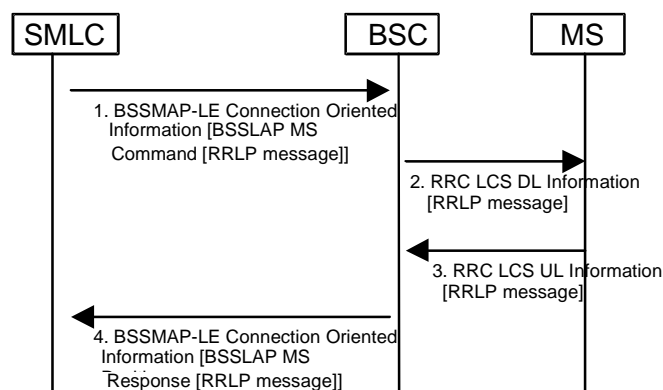 SMLC
BSC
MS
1. BSSMAP-LE Connection Oriented
Information [BSSLAP MS
Command [RRLP message]]
2. RRC LCS DL Information
[RRLP message]
3. RRC LCS UL Information
[RRLP message]
4. BSSMAP-LE Connection Oriented
Information [BSSLAP MS
Response [RRLP message]]